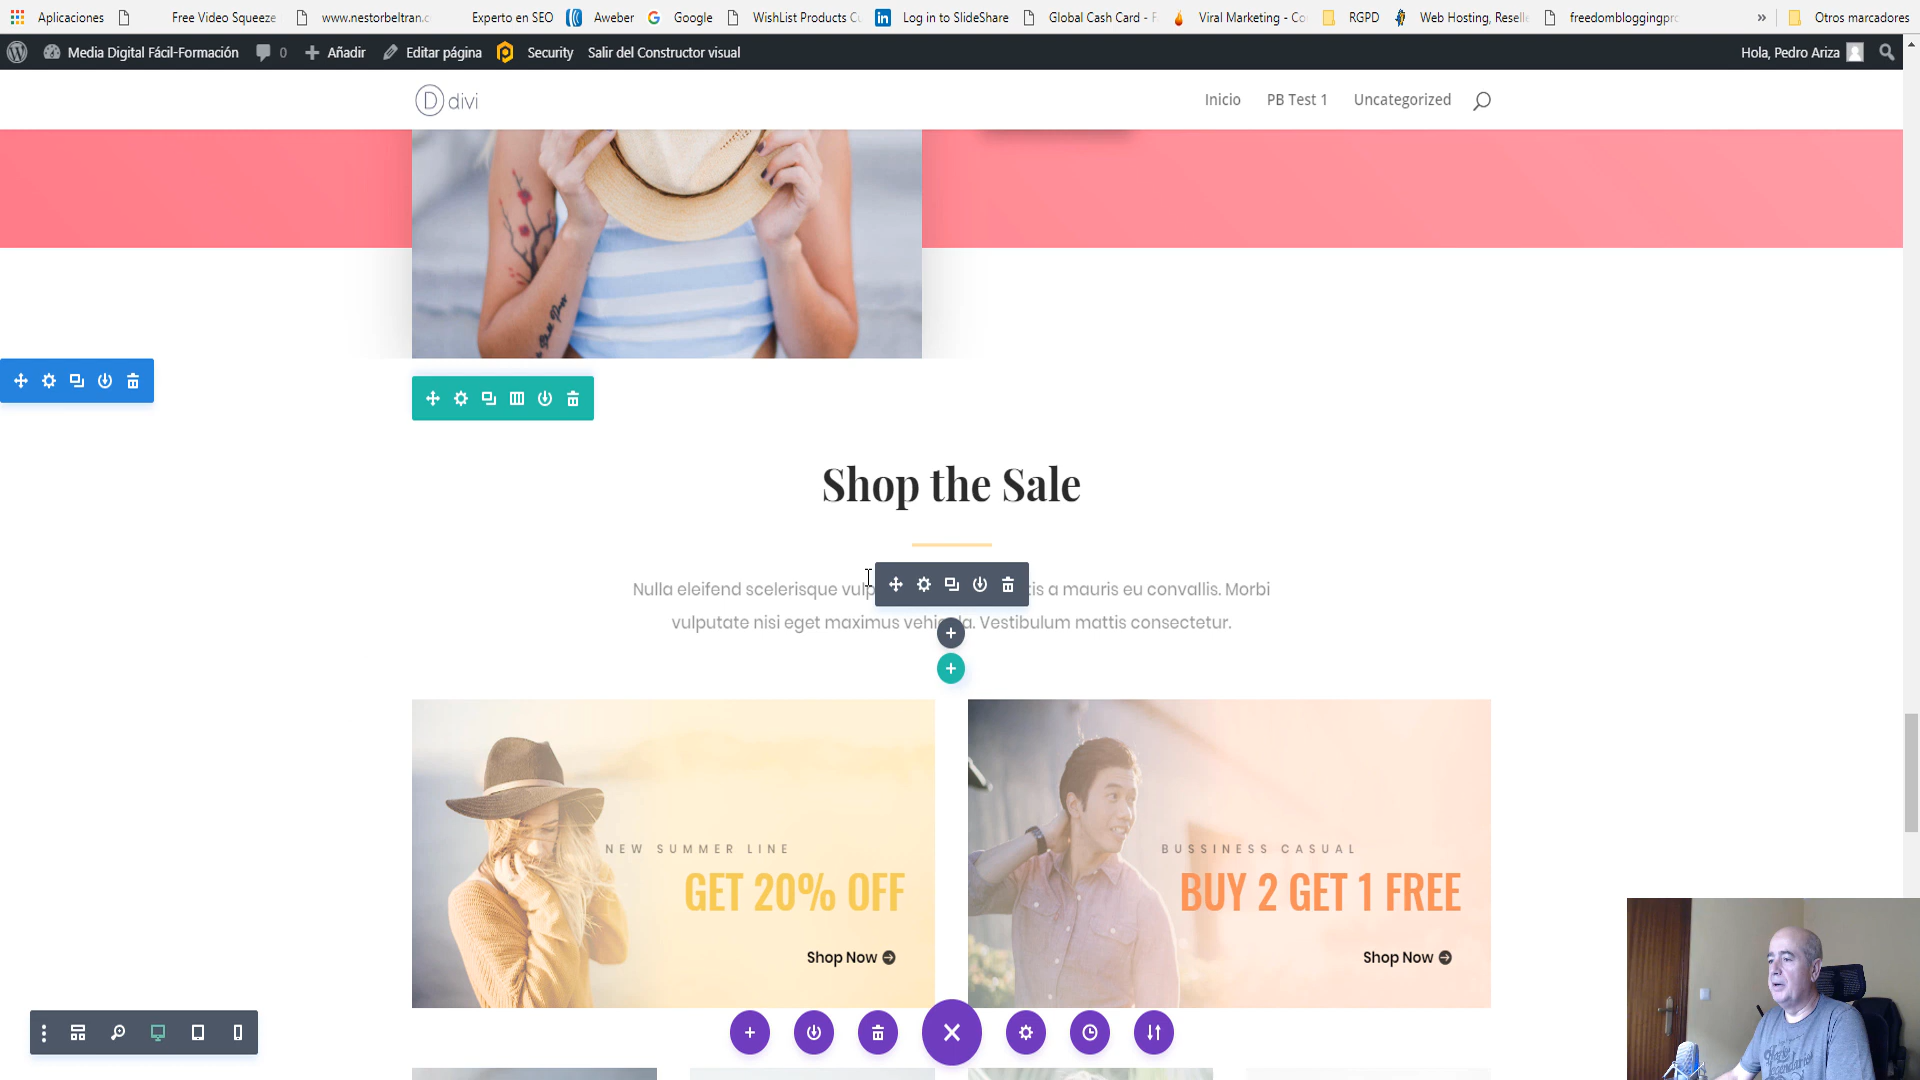 Aplicaciones
Free Video Squeeze
www.nestorbeltran.c
Experto en SEO
Aweber
Google
WishList Products Cu
Log in to SlideShare
Global Cash Card - F
Viral Marketing - Co
RGPD
Web Hosting, Reselle
freedombloggingpro
»
Otros marcadores
Media Digital Fácil-Formación
0
Añadir
Editar página
Security
Salir del Constructor visual
Hola, Pedro Ariza
D divi
Inicio
PB Test 1
Uncategorized
Shop the Sale
Nulla eleifend scelerisque vulp is a mauris eu convallis. Morbi
vulputate nisi eget maximus vehicula. Vestibulum mattis consectetur.
NEW SUMMER LINE
GET 20% OFF
Shop Now
BUSSINESS CASUAL
BUY 2 GET 1 FREE
Shop Now